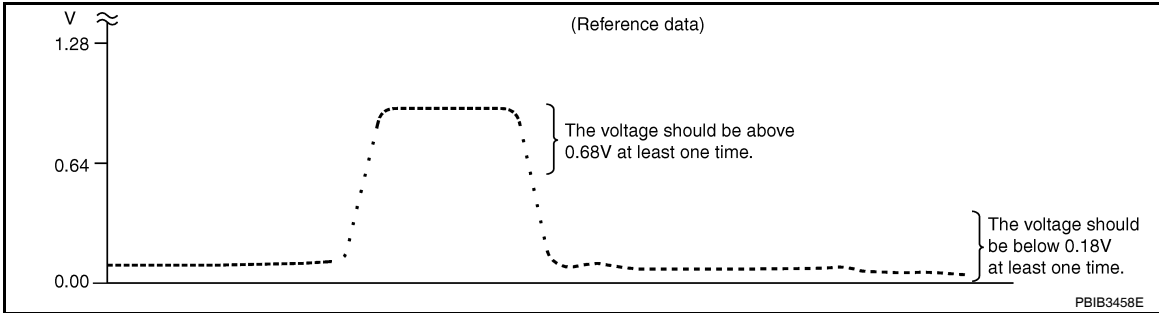 V
(Reference data)
1.28
The voltage should be above
0.68V at least one time.
0.64
The voltage should
be below 0.18V
at least one time.
0.00
PBIB3458E